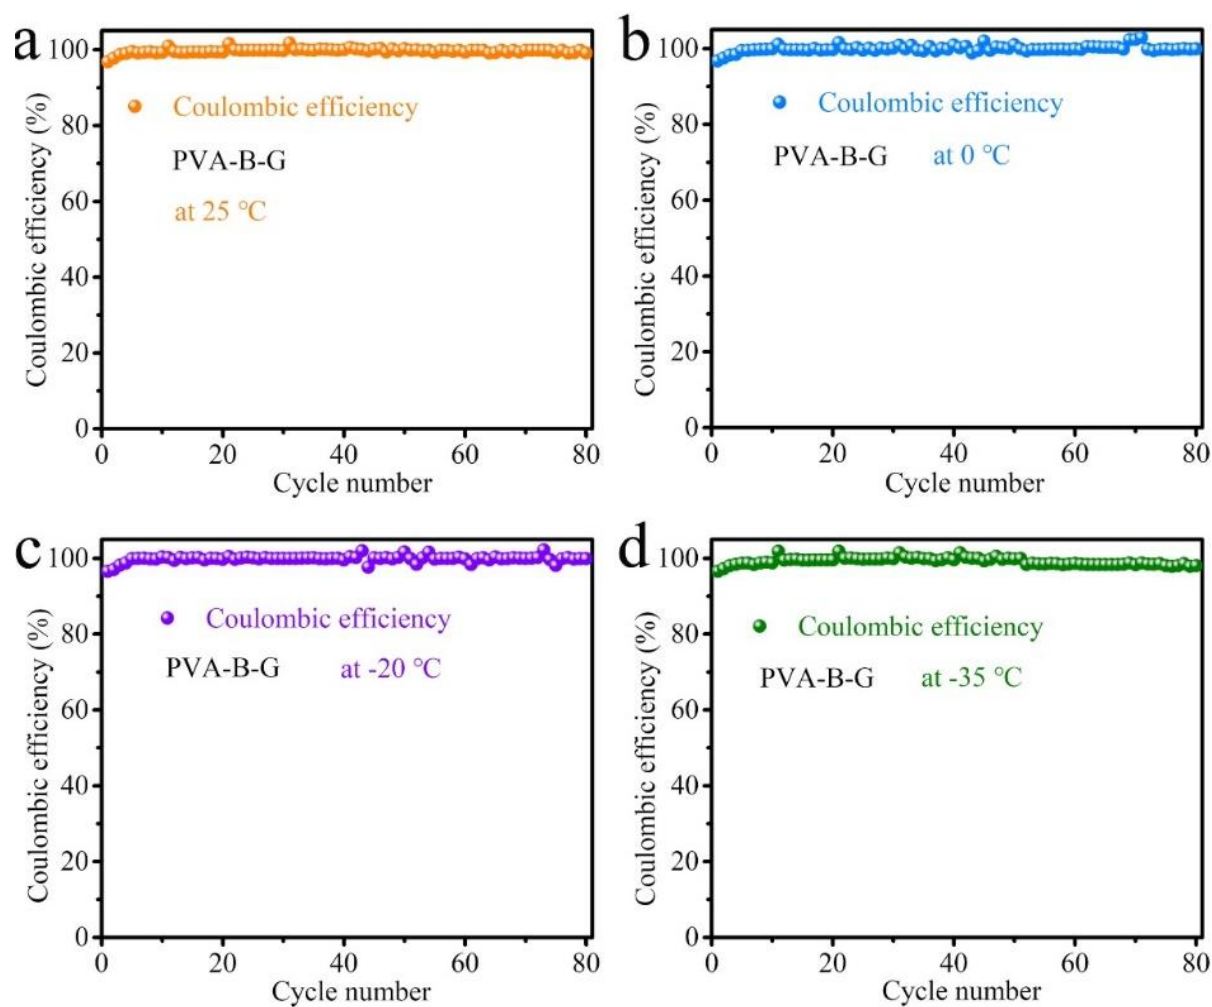 a
Coulombic efficiency (%)
100
80
60
40
20
0
Coulombic efficiency
PVA-B-G
at 25 °C
0 20 40 60 80
Cycle number
b
Coulombic efficiency (%)
100
80
60
40
20
0
Coulombic efficiency
PVA-B-G at 0 °C
0 20 40 60 80
Cycle number
c
Coulombic efficiency (%)
100
80
60
40
20
0
Coulombic efficiency
PVA-B-G at -20 °C
0 20 40 60 80
Cycle number
d
Coulombic efficiency (%)
100
80
60
40
20
0
Coulombic efficiency
PVA-B-G at -35 °C
0 20 40 60 80
Cycle number